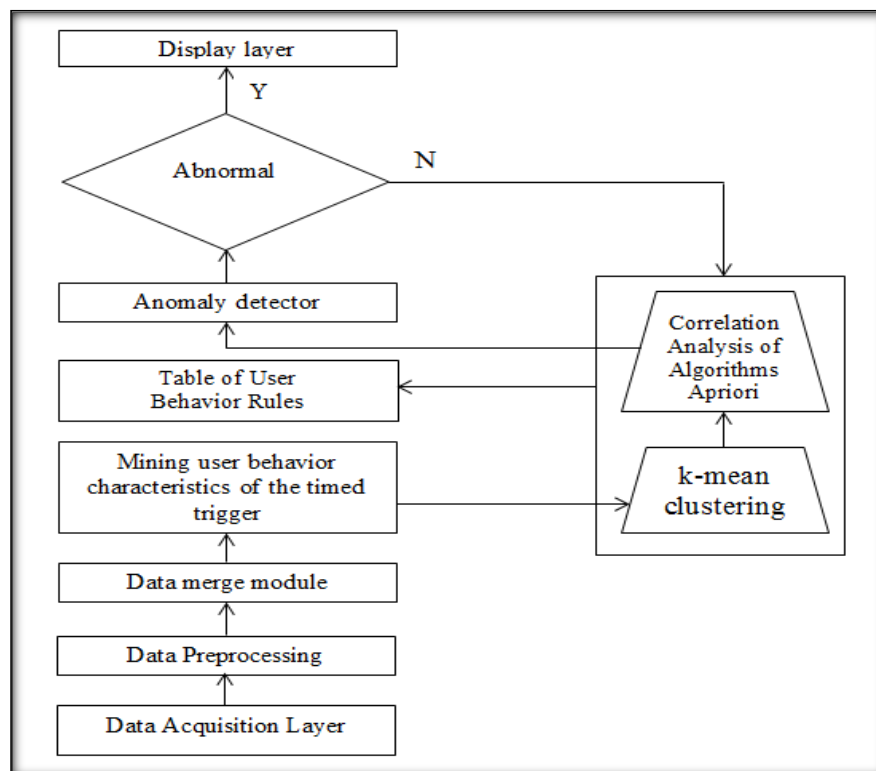 Display layer
Y
Abnormal
N
Anomaly detector
Correlation
Analysis of
Algorithms
Apriori
Table of User
Behavior Rules
Mining user behavior
characteristics of the timed
trigger
k-mean
clustering
Data merge module
Data Preprocessing
Data Acquisition Layer